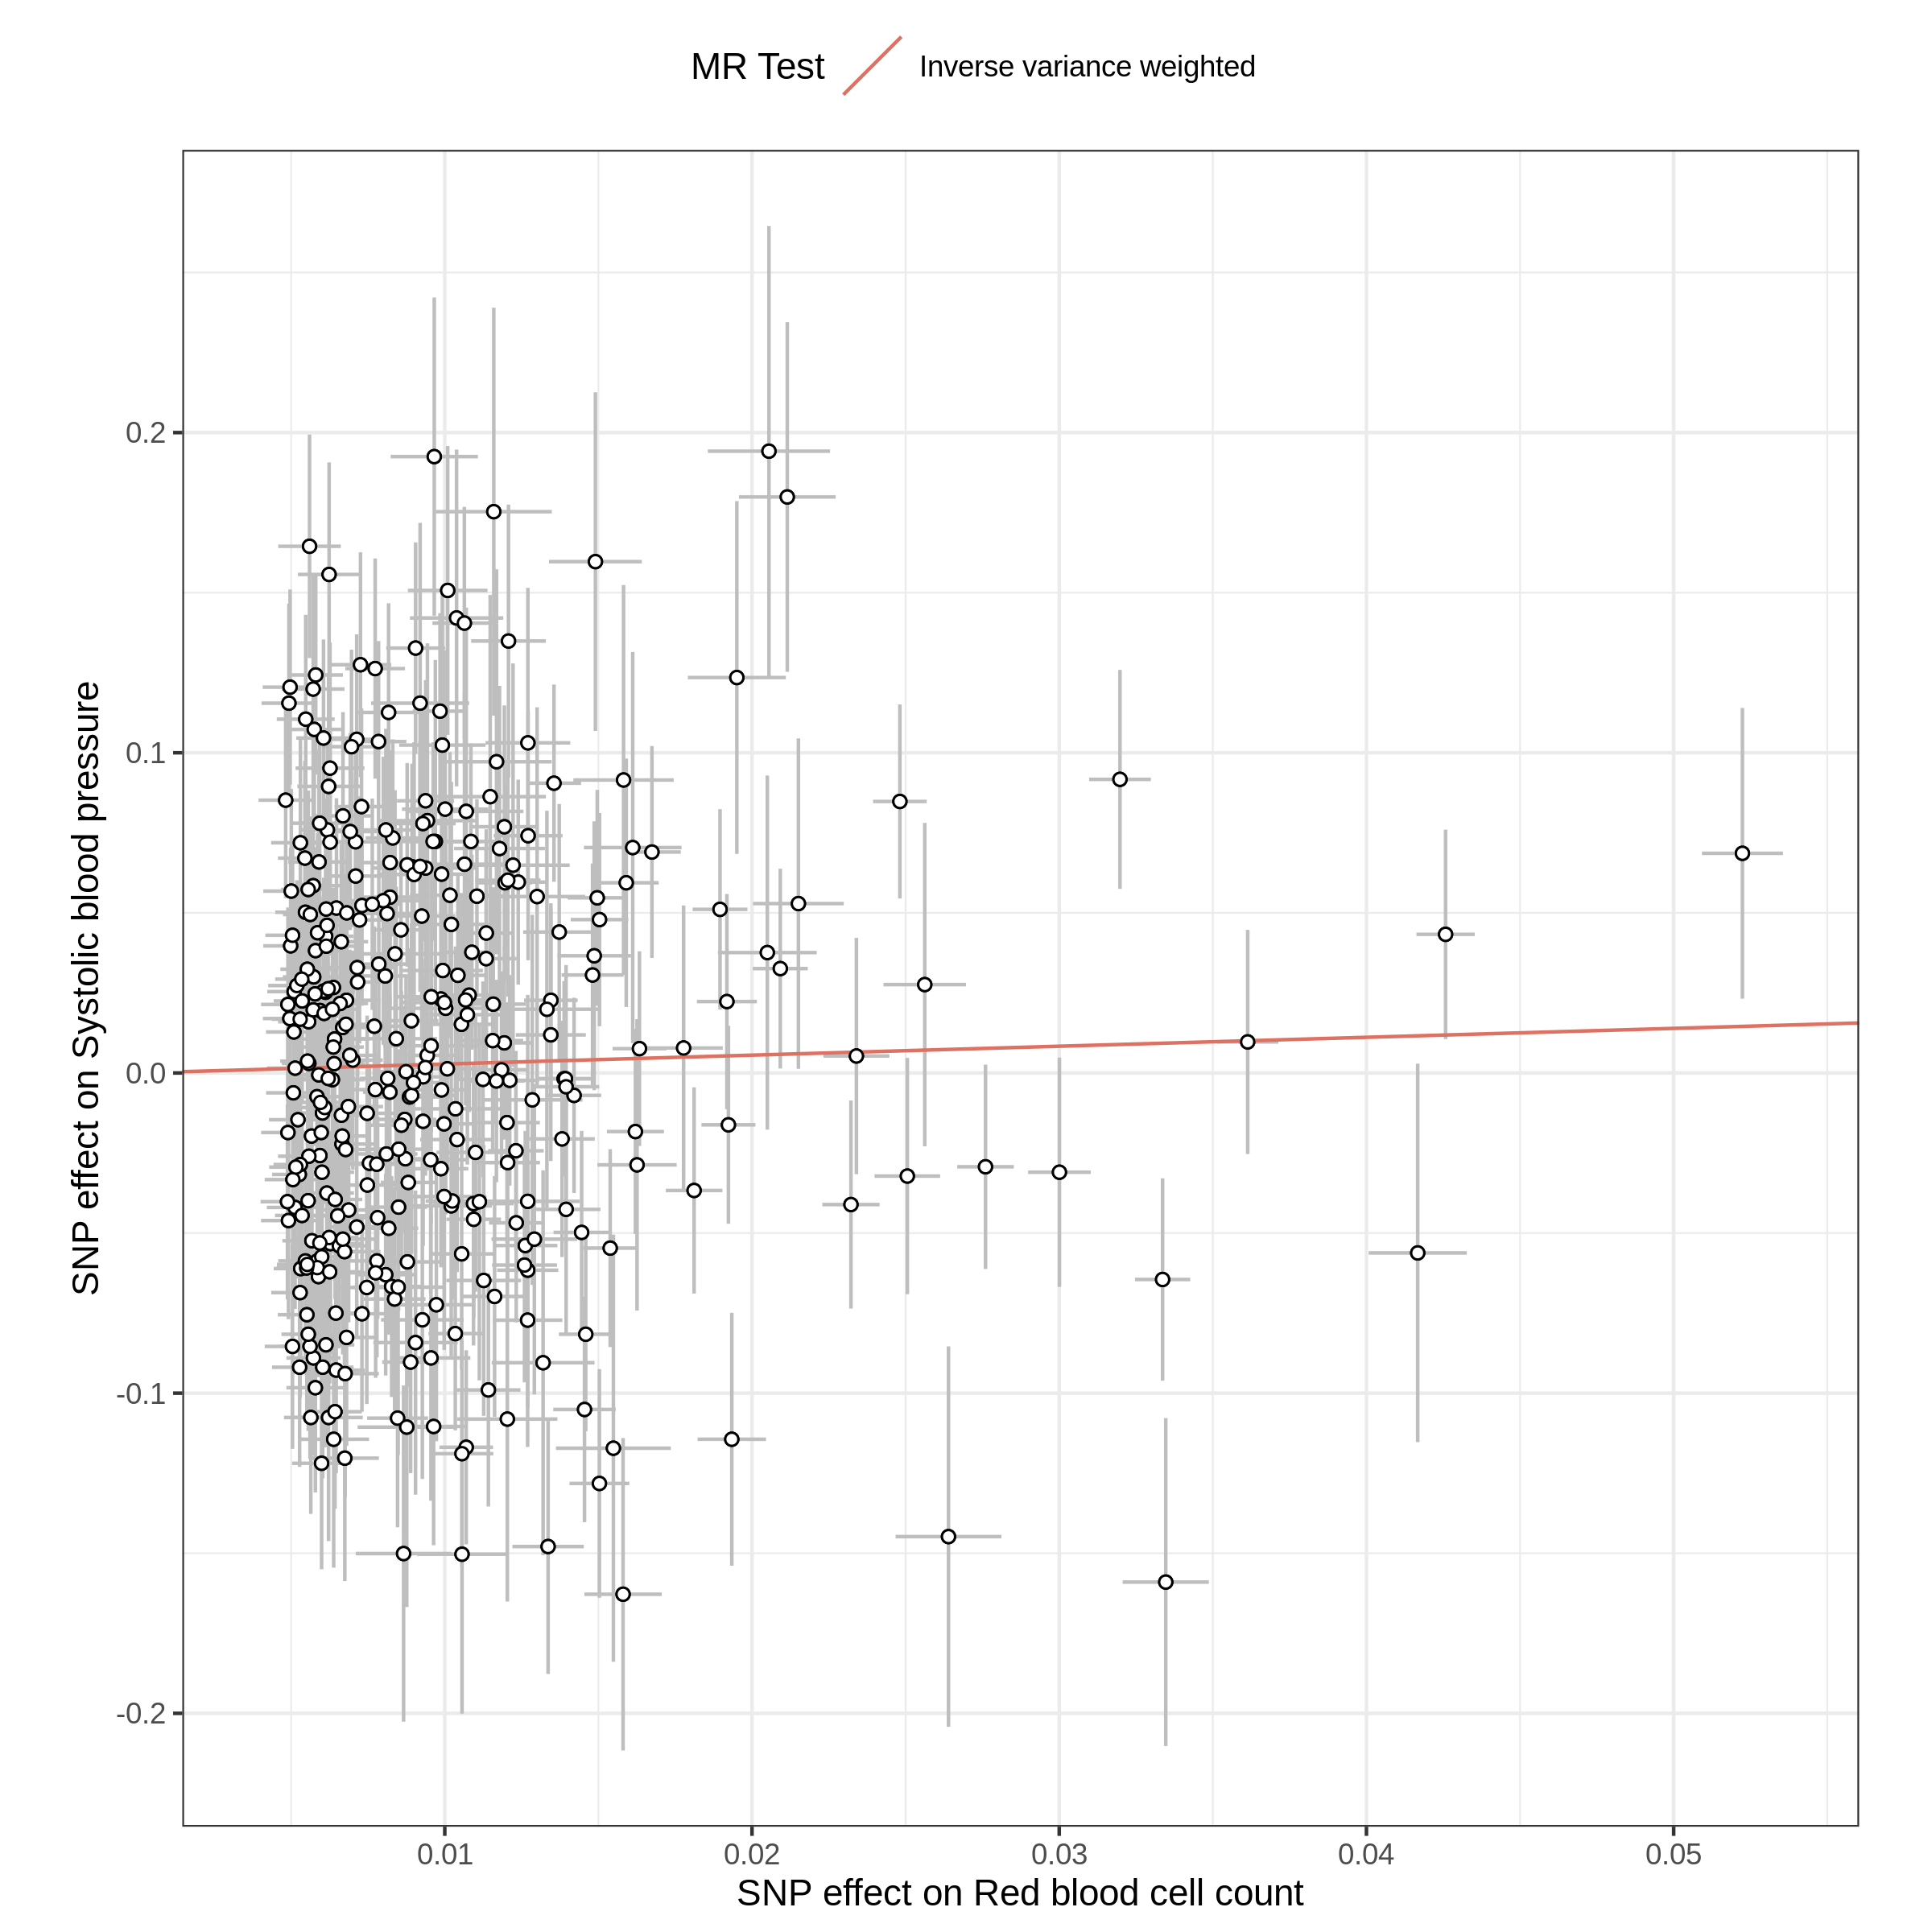 MR Test Inverse variance weighted
SNP effect on Systolic blood pressure
0.2
0.1
0.0
-0.1
-0.2
0.01 0.02 0.03 0.04 0.05
SNP effect on Red blood cell count